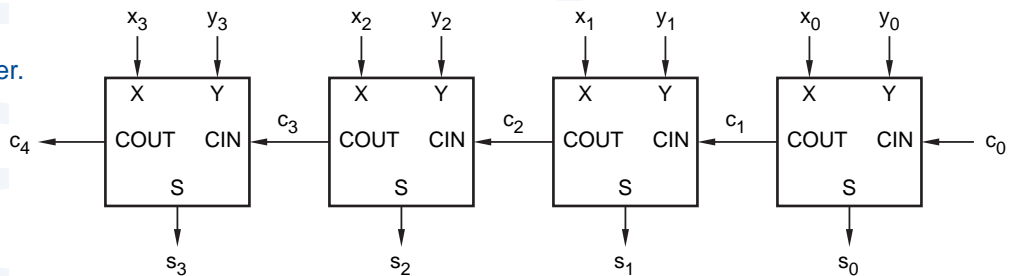 x3 y3 x2 y2 x1 y1 x0 y0
er.
X Y X Y X Y X Y
c4 COUT CIN c3 COUT CIN c2 COUT CIN c1 COUT CIN c0
S S S S
s3 s2 s1 s0